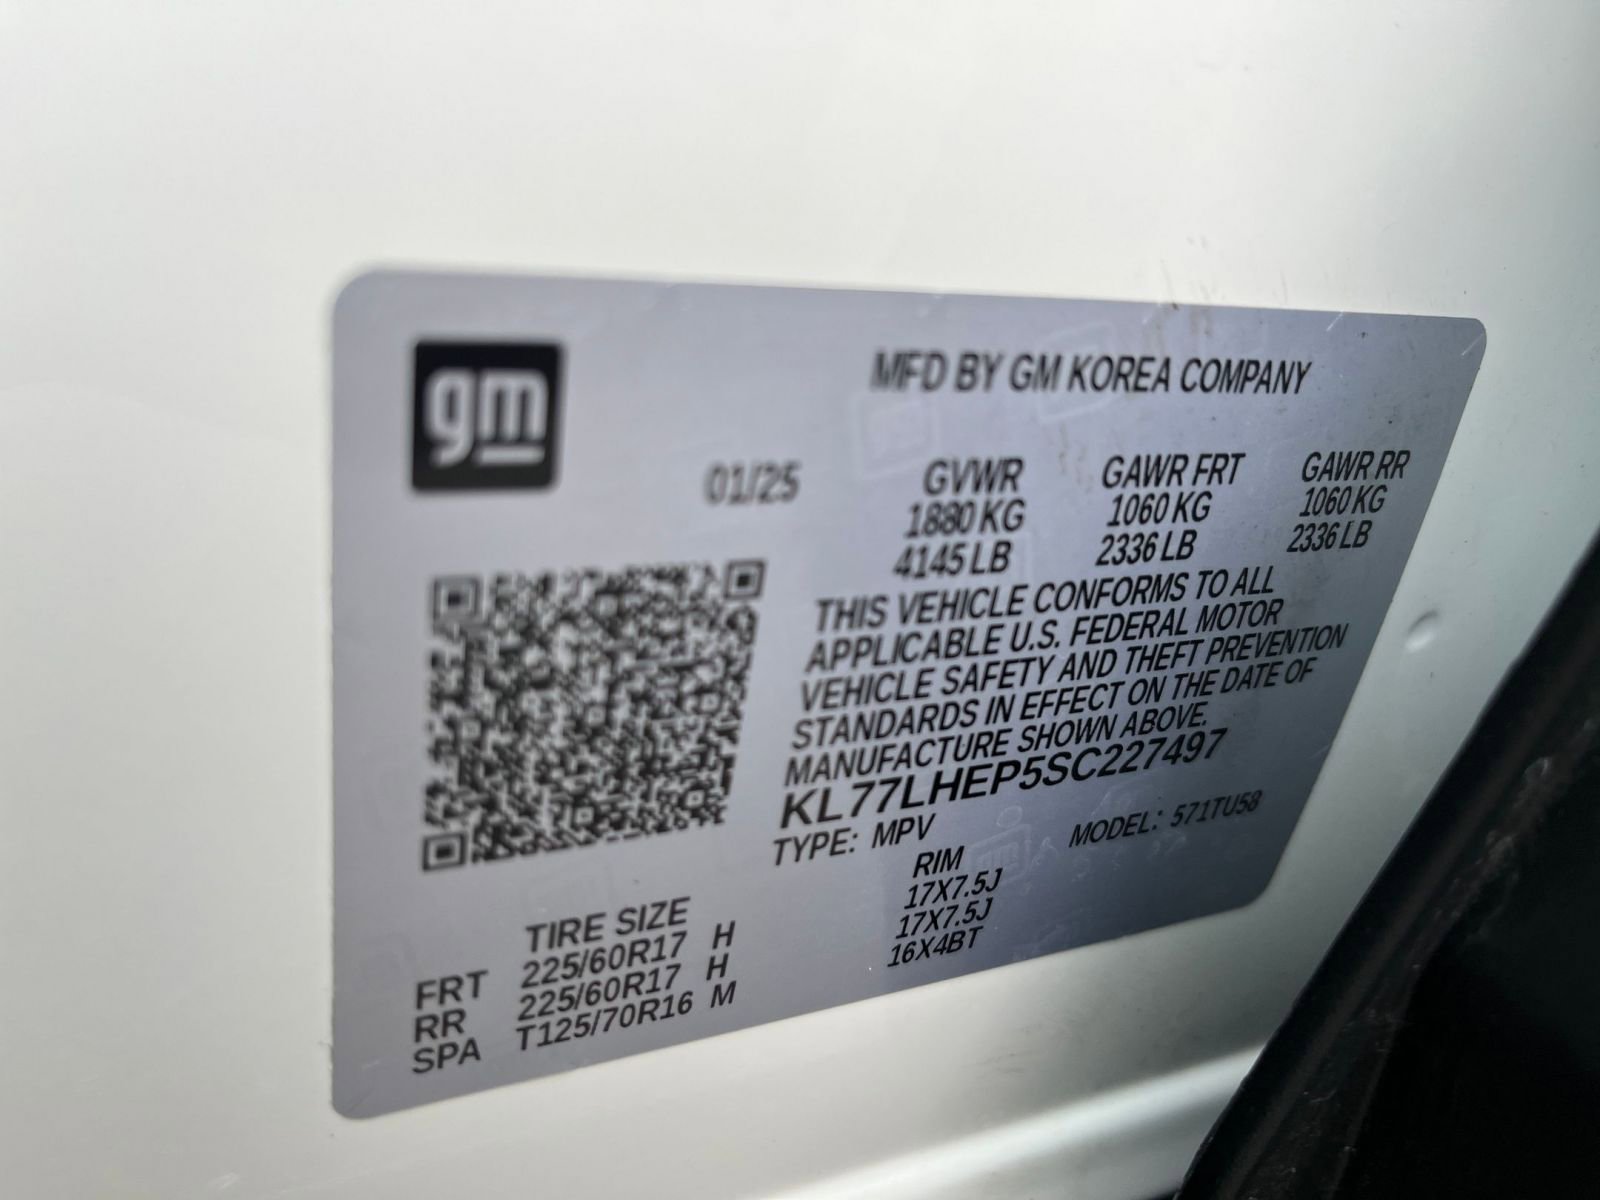 gm
MFD BY GM KOREA COMPANY
01/25
GVWR GAWR FRT GAWR RR
1880 KG 1060 KG 1060 KG
4145 LB 2336 LB 2336 LB
THIS VEHICLE CONFORMS TO ALL
APPLICABLE U.S. FEDERAL MOTOR
VEHICLE SAFETY AND THEFT PREVENTION
STANDARDS IN EFFECT ON THE DATE OF
MANUFACTURE SHOWN ABOVE.
KL77LHEP5SC227497
TYPE: MPV MODEL: 571TU58
TIRE SIZE RIM
FRT 225/60R17 H 17X7.5J
RR 225/60R17 H 17X7.5J
SPA T125/70R16 M 16X4BT